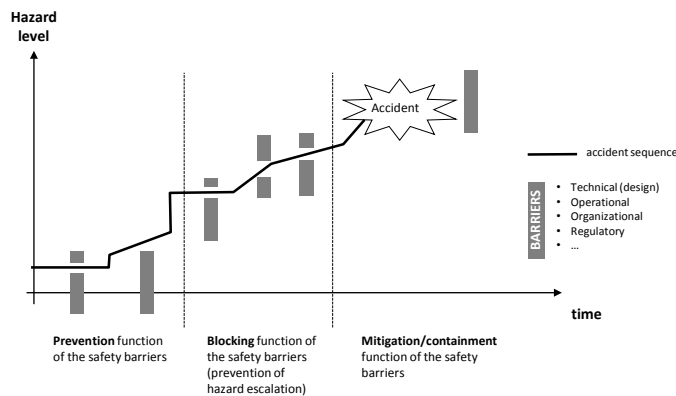 Hazard
level
Accident
accident sequence
BARRIERS
• Technical (design)
• Operational
• Organizational
• Regulatory
• ...
time
Prevention function
of the safety barriers
Blocking function of
the safety barriers
(prevention of
hazard escalation)
Mitigation/containment
function of the safety
barriers